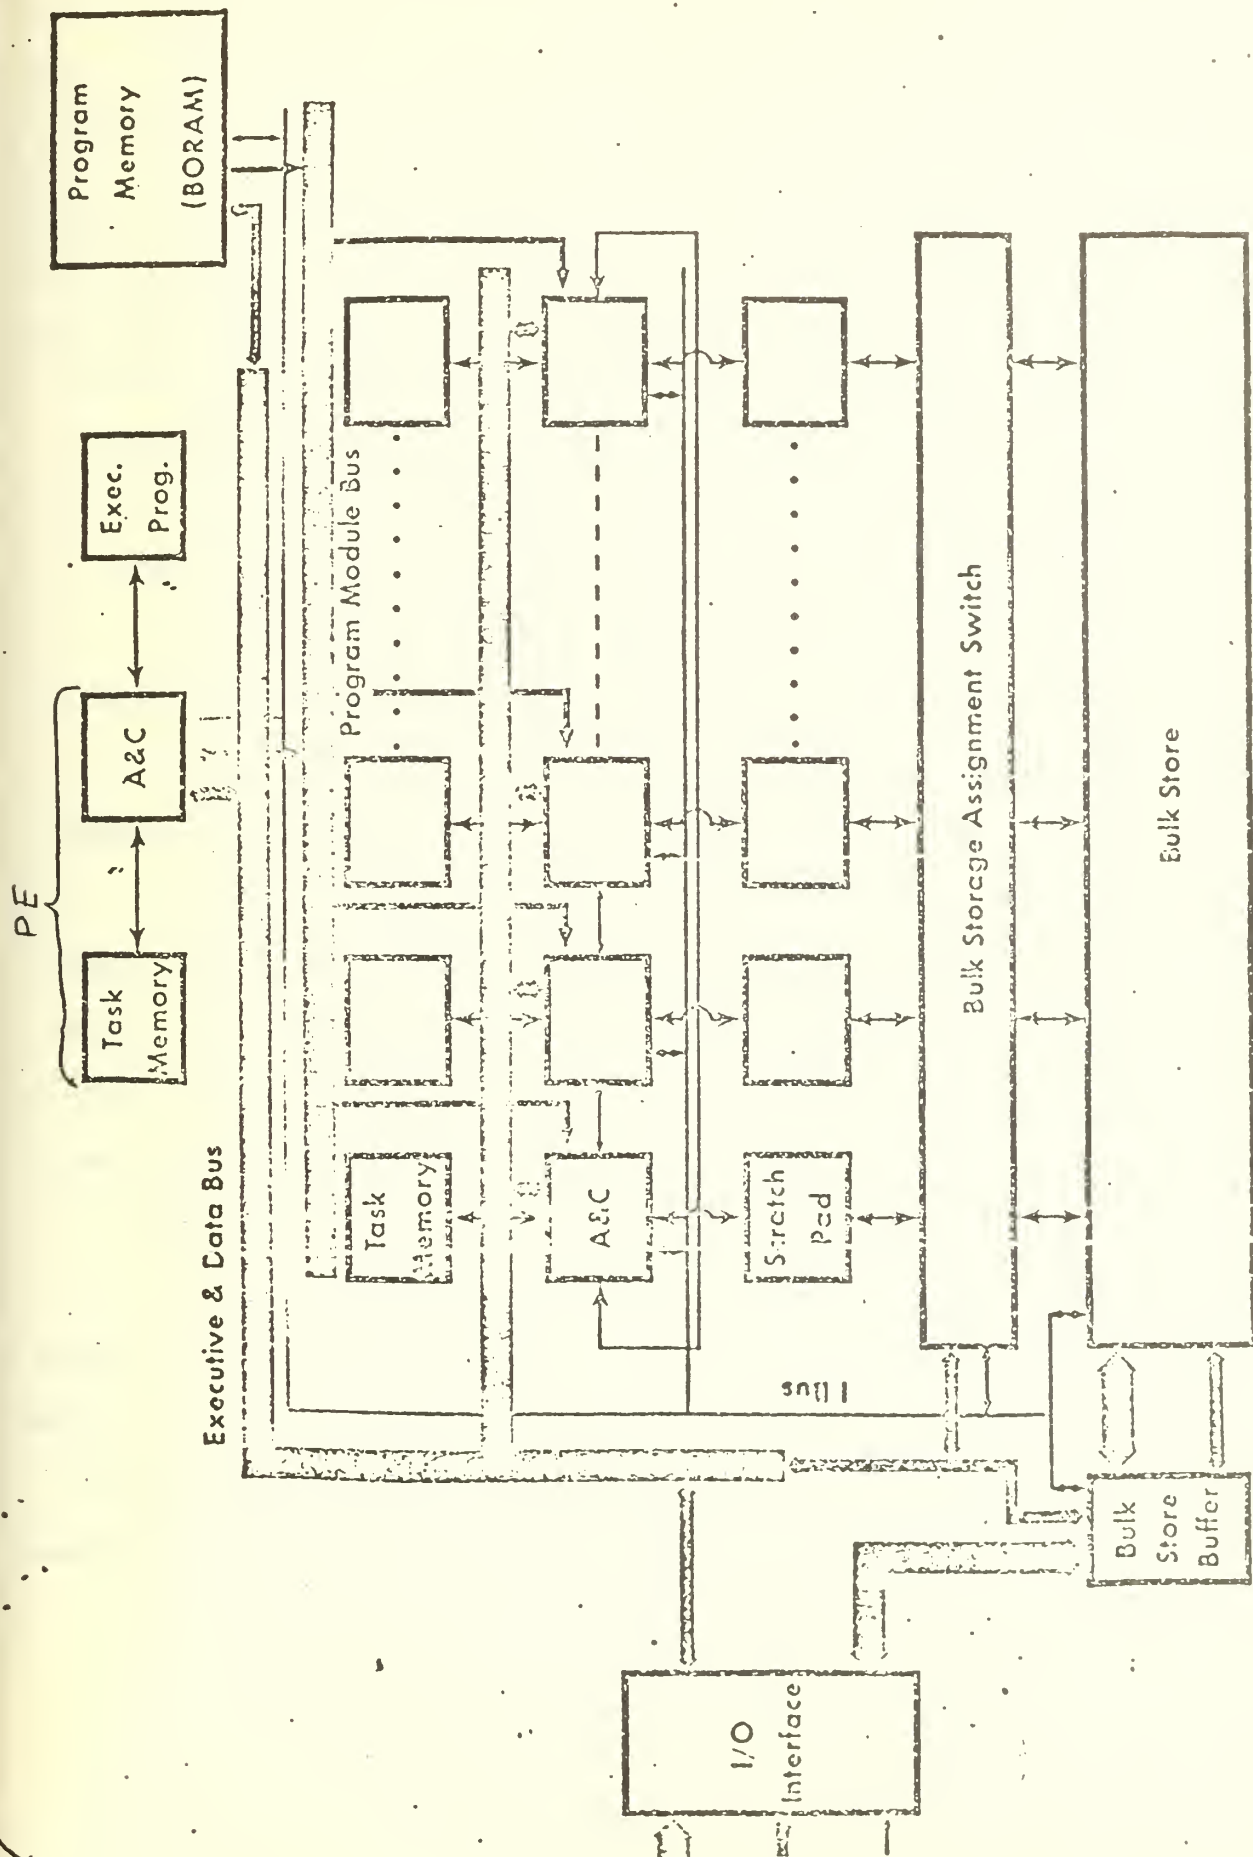 PE
Task
Memory
A&C
Exec.
Prog.
Program
Memory
(BORAM)
Executive & Data Bus
Program Module Bus
Task
Memory
A&C
Scratch
Pad
Bulk Storage Assignment Switch
Bulk Store
Bulk
Store
Buffer
I/O
Interface